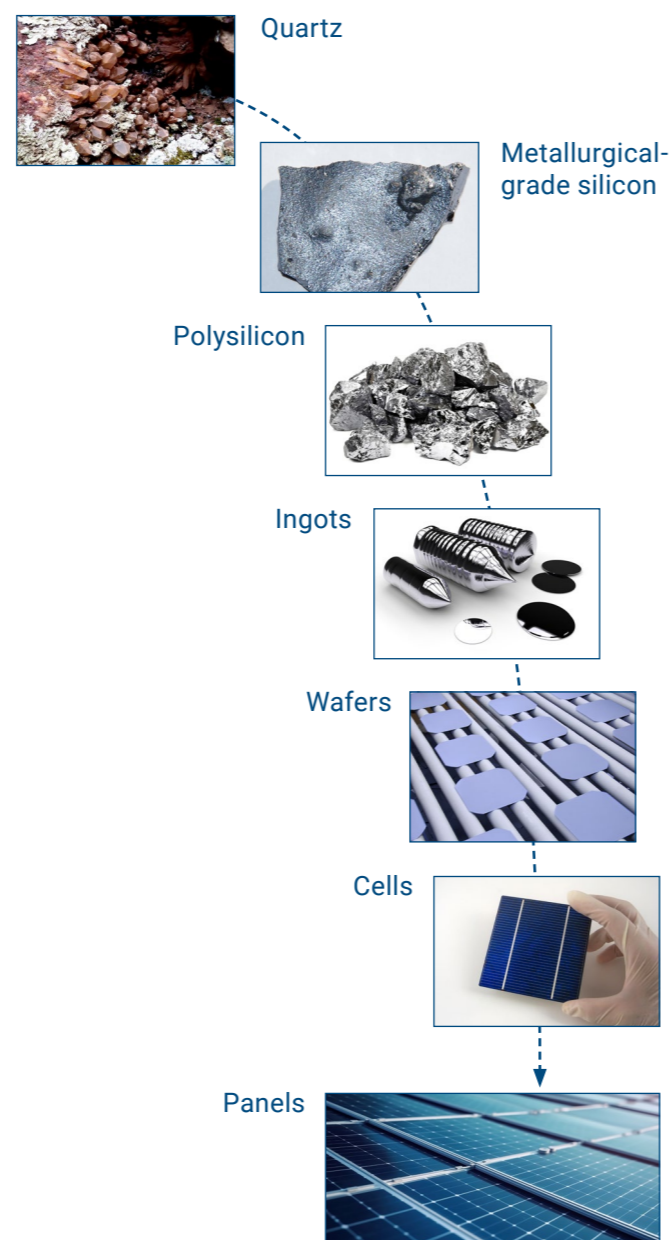 Quartz
Metallurgical-
grade silicon
Polysilicon
Ingots
Wafers
Cells
Panels